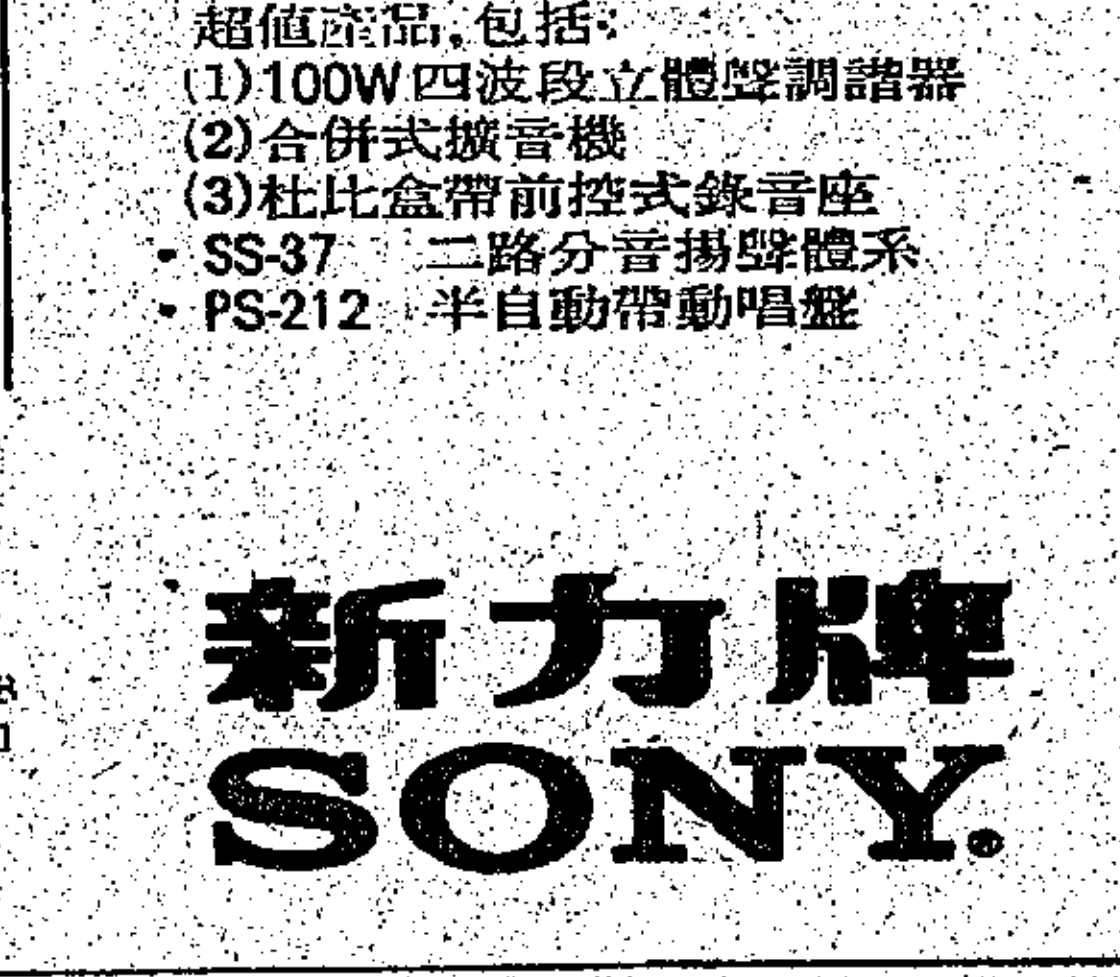 超值產品,包括:
(1)100W四波段立體聲調諧器
(2)合併式擴音機
(3)杜比盒帶前控式錄音座
• SS-37 二路分音揚聲體系
• PS-212 半自動帶動唱盤
新力牌
SONY®